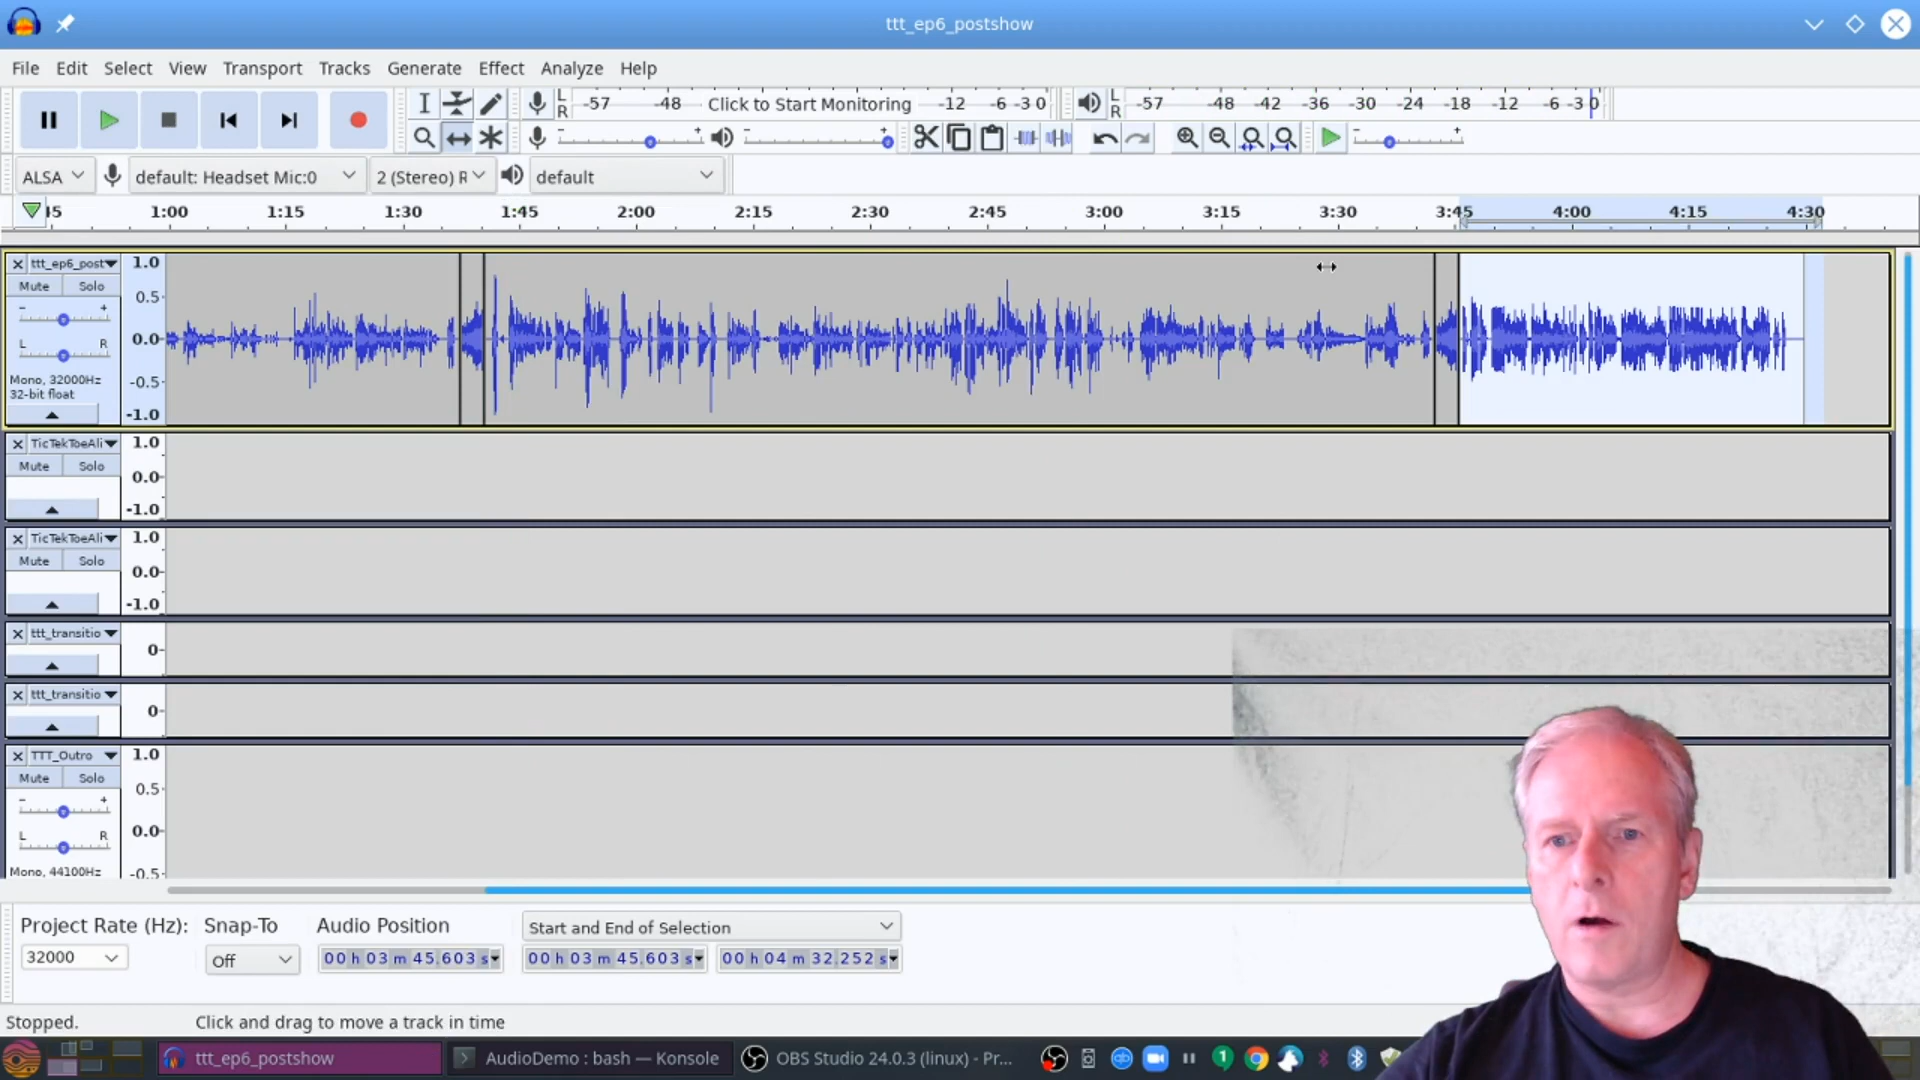 ttt_ep6_postshow
File Edit Select View Transport Tracks Generate Effect Analyze Help
L R -57 -48 Click to Start Monitoring -12 -6 -3 0 L R -57 -48 -42 -36 -30 -24 -18 -12 -6 -3 0
- + - + - +
ALSA default: Headset Mic:0 2 (Stereo) R default
1:00 1:15 1:30 1:45 2:00 2:15 2:30 2:45 3:00 3:15 3:30 3:45 4:00 4:15 4:30
ttt_ep6_post 1.0
Mute Solo
- + 0.5
L R 0.0
Mono, 32000Hz -0.5
32-bit float
-1.0
TicTekToeAli 1.0
Mute Solo 0.0
-1.0
TicTekToeAli 1.0
Mute Solo 0.0
-1.0
ttt_transitio
0
ttt_transitio
0
TTT_Outro 1.0
Mute Solo 0.5
- +
L R 0.0
Mono, 44100Hz -0.5
Project Rate (Hz): Snap-To Audio Position Start and End of Selection
32000 Off 00 h 03 m 45.603 s 00 h 03 m 45.603 s 00 h 04 m 32.252 s
Stopped. Click and drag to move a track in time
ttt_ep6_postshow AudioDemo : bash — Konsole OBS Studio 24.0.3 (linux) - Pr... 1